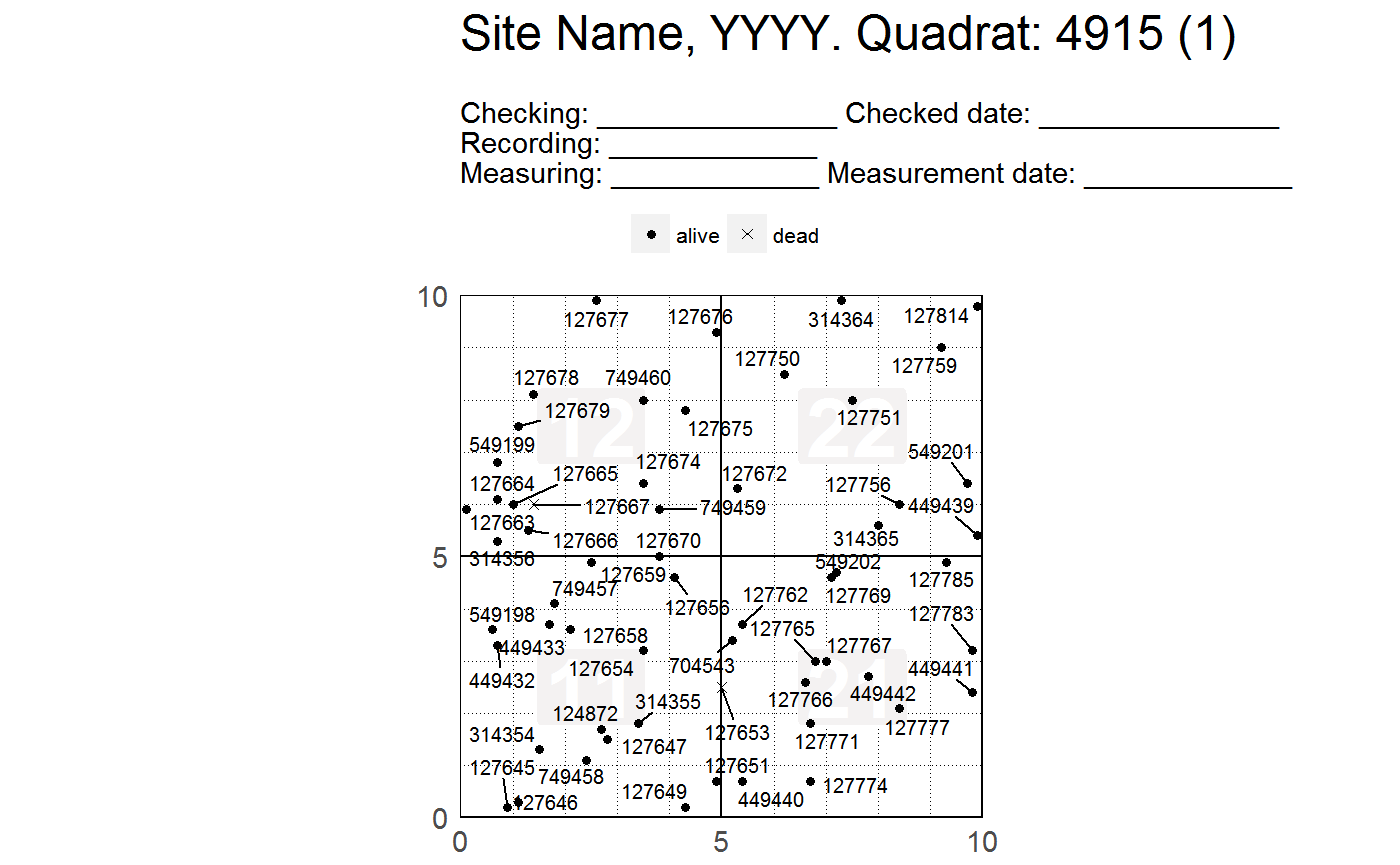 Site Name, YYYY. Quadrat: 4915 (1)
Checking: _______________ Checked date: _______________
Recording: _____________
Measuring: _____________ Measurement date: _____________
alive dead
10
127677 127676 314364 127814
127750 127759
127678 749460
127679 12 127675 22 127751
549199 549201
127674 127672
127664 127665 127756
127667 749459 449439
127663
127666 127670 314365
5 314356 549202
127659 127785
749457 127656 127762 127769
549198 127783
127658 127765
449433 127767
127654 704543 449441
449432 11 21
127766 449442
314355
124872 127653 127777
314354 127647 127771
127645 127651
749458 127774
127649 449440
127646
0
0 5 10